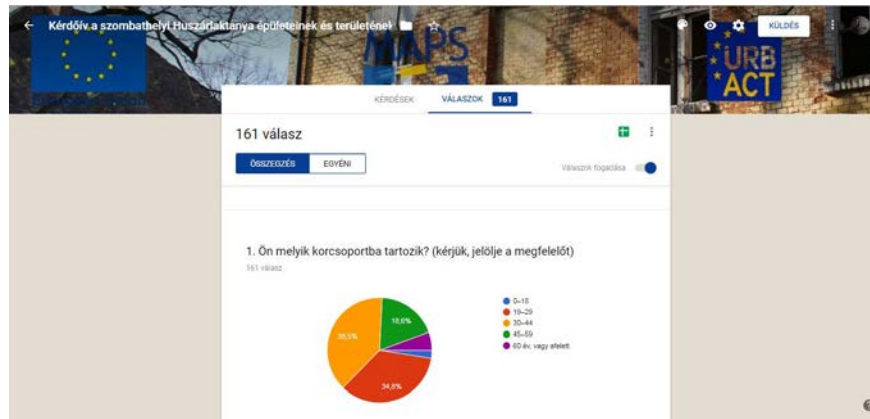 Kérdőív a szombathelyi Huszárlaktanya épületeinek és területének
KÜLDÉS
MAPS
URB
ACT
KÉRDÉSEK
VÁLASZOK 161
161 válasz
ÖSSZEGZÉS
EGYÉNI
Válaszok fogadása
1. Ön melyik korcsoportba tartozik? (kérjük, jelölje a megfelelőt)
161 válasz
0–18
19–29
30–44
45–59
60 év. vagy afelett
18,6%
34,8%